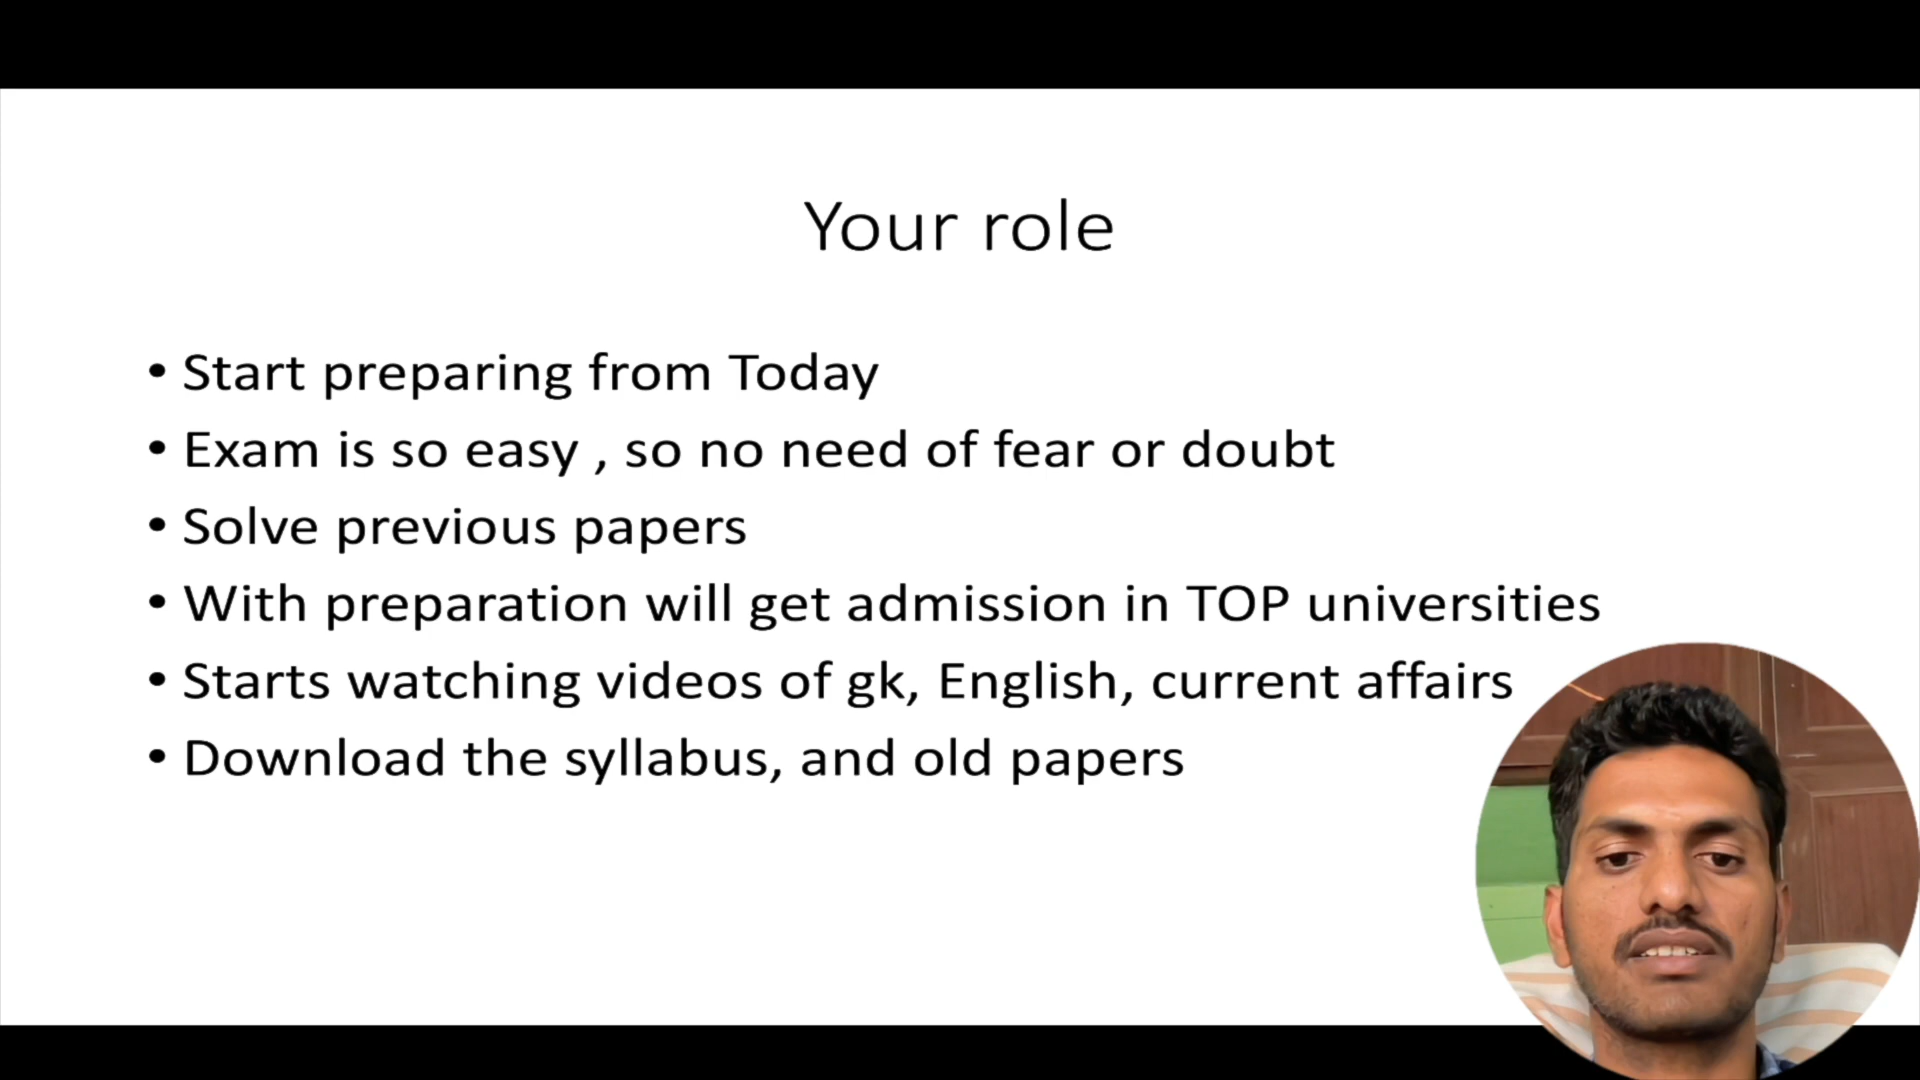 Your role
• Start preparing from Today
• Exam is so easy , so no need of fear or doubt
• Solve previous papers
• With preparation will get admission in TOP universities
• Starts watching videos of gk, English, current affairs
• Download the syllabus, and old papers